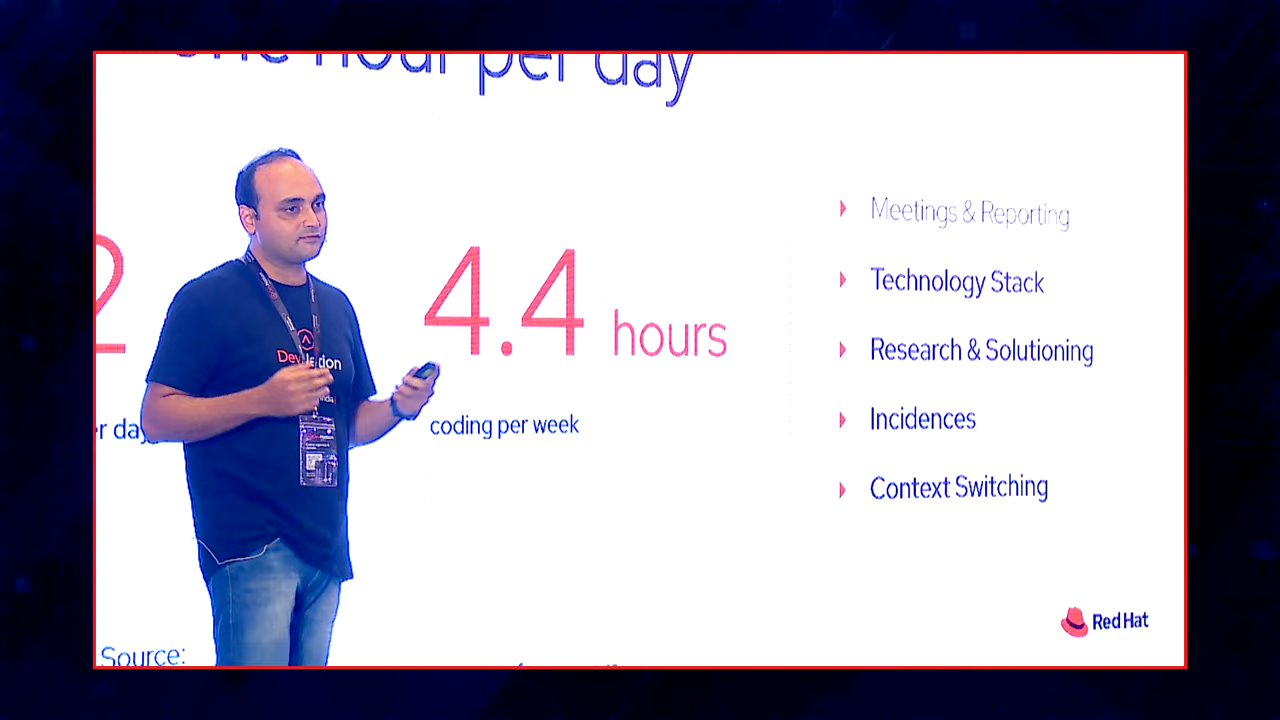 one hour per day
2
4.4 hours
coding per week
Meetings & Reporting
Technology Stack
Research & Solutioning
Incidences
Context Switching
Red Hat
Source: